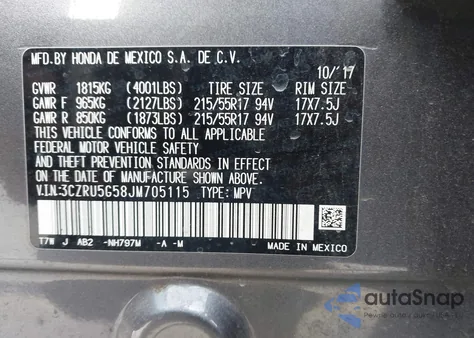 MFD.BY HONDA DE MEXICO S.A. DE C.V.
10/'17
GVWR 1815KG (4001LBS) TIRE SIZE RIM SIZE
GAWR F 965KG (2127LBS) 215/55R17 94V 17X7.5J
GAWR R 850KG (1873LBS) 215/55R17 94V 17X7.5J
THIS VEHICLE CONFORMS TO ALL APPLICABLE
FEDERAL MOTOR VEHICLE SAFETY
AND THEFT PREVENTION STANDARDS IN EFFECT
ON THE DATE OF MANUFACTURE SHOWN ABOVE.
V.I.N:3CZRU5G58JM705115 TYPE: MPV
T7W J AB2 -NH797M -A -M
MADE IN MEXICO
autaSnap